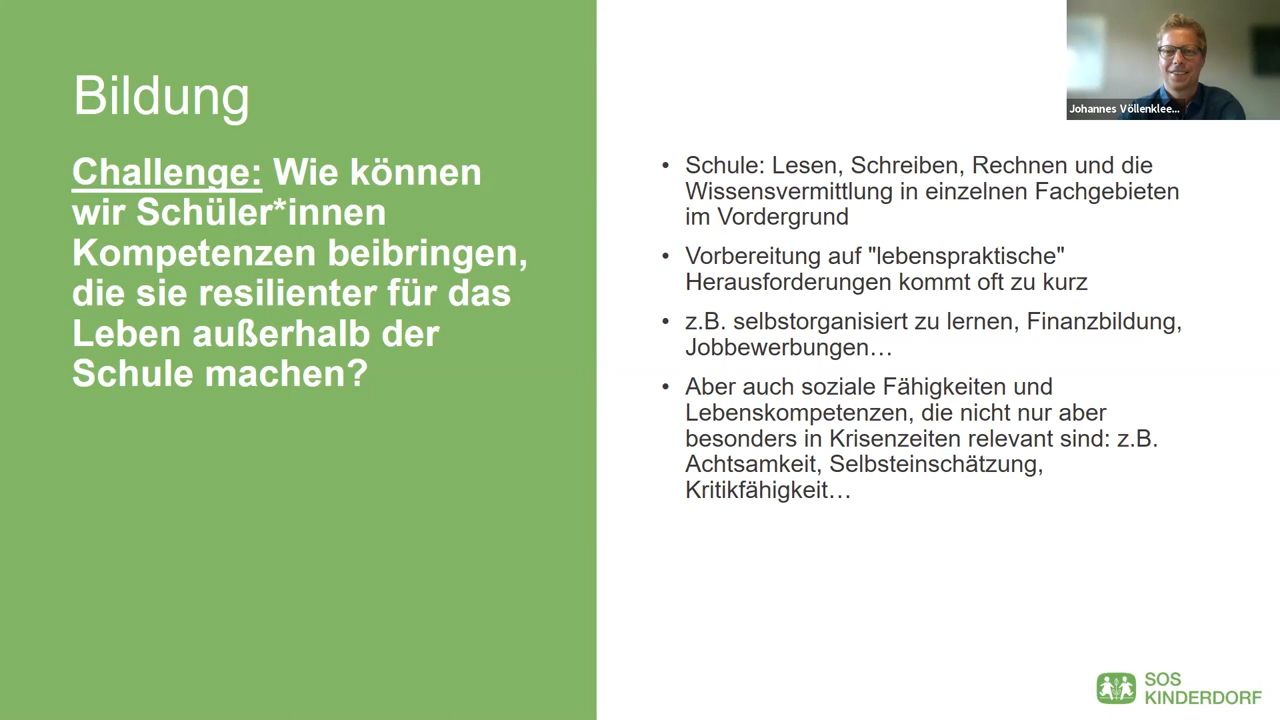 Bildung
Challenge: Wie können
wir Schüler*innen
Kompetenzen beibringen,
die sie resilienter für das
Leben außerhalb der
Schule machen?
Johannes Völlenklee...
• Schule: Lesen, Schreiben, Rechnen und die
Wissensvermittlung in einzelnen Fachgebieten
im Vordergrund
• Vorbereitung auf "lebenspraktische"
Herausforderungen kommt oft zu kurz
• z.B. selbstorganisiert zu lernen, Finanzbildung,
Jobbewerbungen…
• Aber auch soziale Fähigkeiten und
Lebenskompetenzen, die nicht nur aber
besonders in Krisenzeiten relevant sind: z.B.
Achtsamkeit, Selbsteinschätzung,
Kritikfähigkeit…
SOS
KINDERDORF